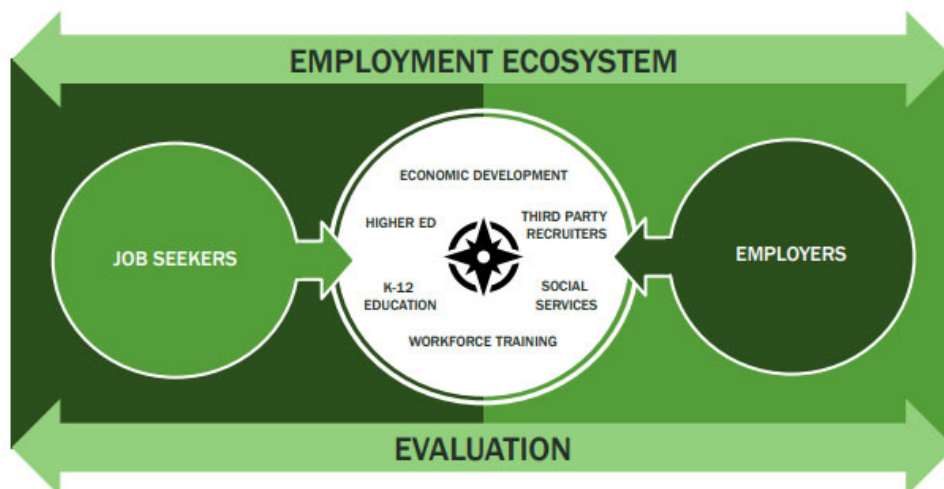 EMPLOYMENT ECOSYSTEM
ECONOMIC DEVELOPMENT
HIGHER ED
THIRD PARTY
RECRUITERS
JOB SEEKERS
EMPLOYERS
K-12
EDUCATION
SOCIAL
SERVICES
WORKFORCE TRAINING
EVALUATION